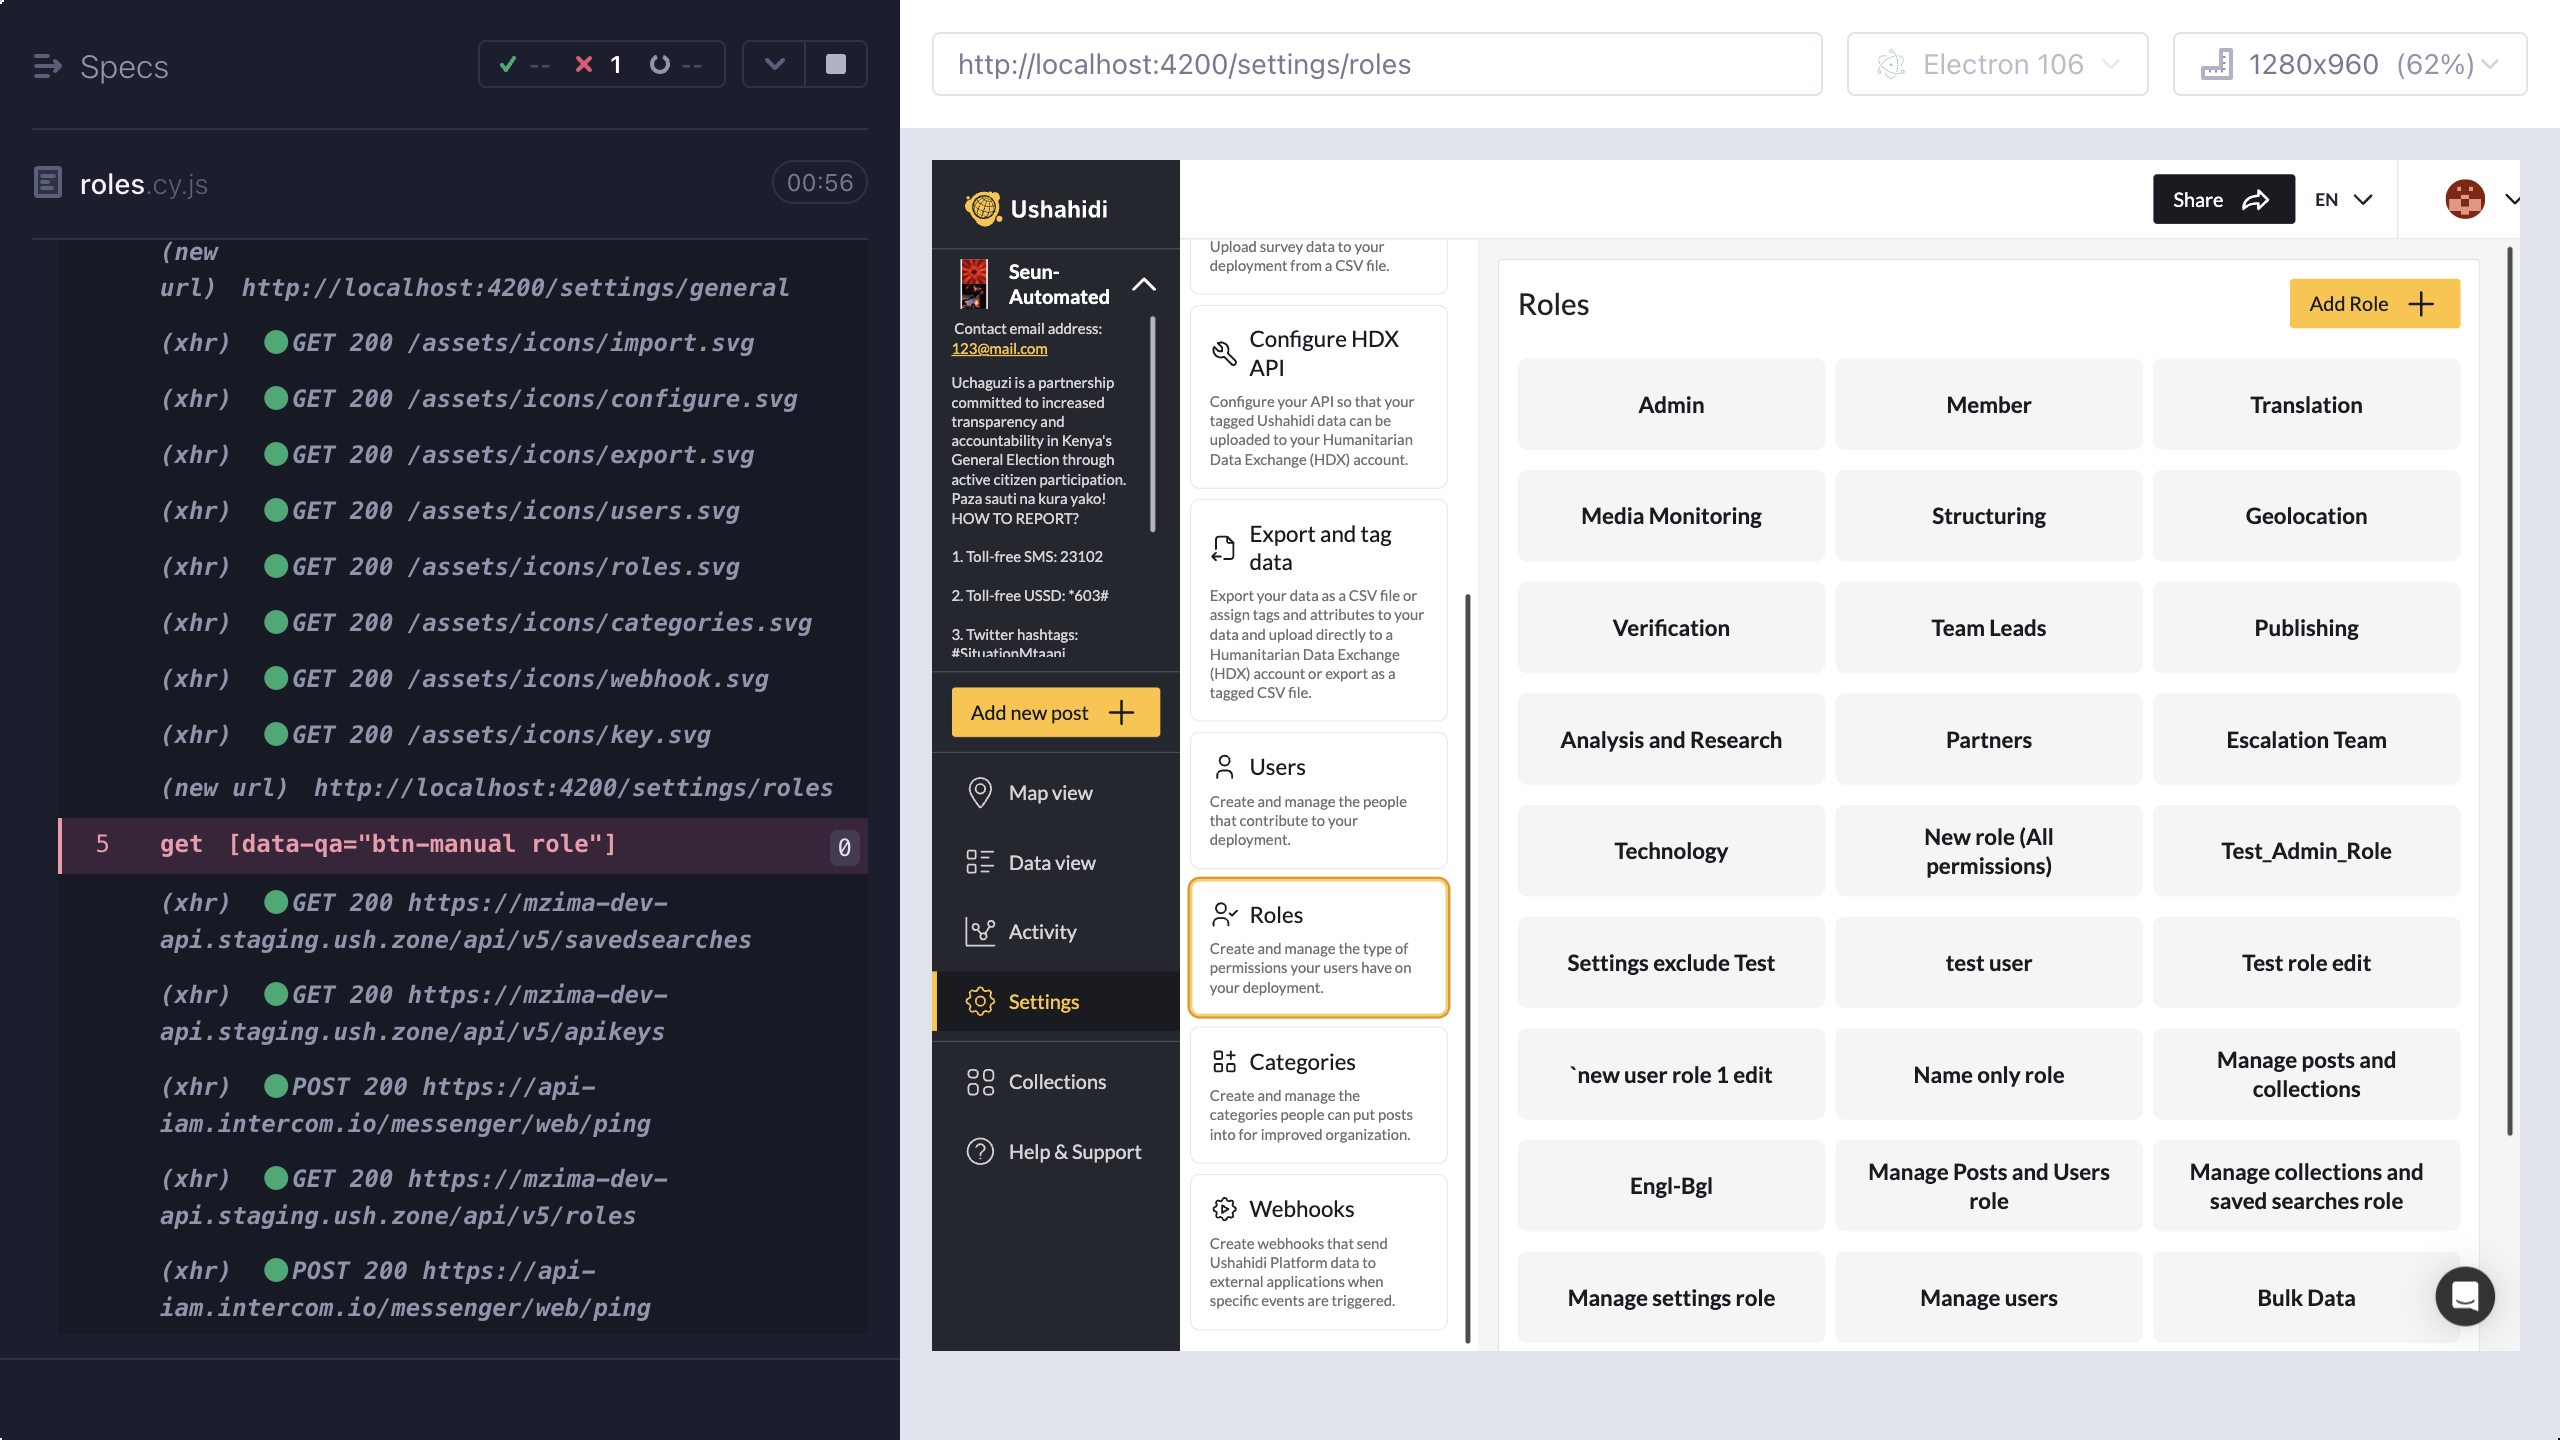 Specs
--
1
--
roles.cy.js
00:56
(new
url) http://localhost:4200/settings/general
(xhr) GET 200 /assets/icons/import.svg
(xhr) GET 200 /assets/icons/configure.svg
(xhr) GET 200 /assets/icons/export.svg
(xhr) GET 200 /assets/icons/users.svg
(xhr) GET 200 /assets/icons/roles.svg
(xhr) GET 200 /assets/icons/categories.svg
(xhr) GET 200 /assets/icons/webhook.svg
(xhr) GET 200 /assets/icons/key.svg
(new url) http://localhost:4200/settings/roles
5 get [data-qa="btn-manual role"] 0
(xhr) GET 200 https://mzima-dev-
api.staging.ush.zone/api/v5/savedsearches
(xhr) GET 200 https://mzima-dev-
api.staging.ush.zone/api/v5/apikeys
(xhr) POST 200 https://api-
iam.intercom.io/messenger/web/ping
(xhr) GET 200 https://mzima-dev-
api.staging.ush.zone/api/v5/roles
(xhr) POST 200 https://api-
iam.intercom.io/messenger/web/ping
http://localhost:4200/settings/roles
Electron 106
1280x960 (62%)
Ushahidi
Share
EN
Seun-
Automated
Contact email address:
123@mail.com
Uchaguzi is a partnership
committed to increased
transparency and
accountability in Kenya's
General Election through
active citizen participation.
Paza sauti na kura yako!
HOW TO REPORT?
1. Toll-free SMS: 23102
2. Toll-free USSD: *603#
3. Twitter hashtags:
#SituationMtaani
Add new post
Map view
Data view
Activity
Settings
Collections
Help & Support
Upload survey data to your
deployment from a CSV file.
Configure HDX
API
Configure your API so that your
tagged Ushahidi data can be
uploaded to your Humanitarian
Data Exchange (HDX) account.
Export and tag
data
Export your data as a CSV file or
assign tags and attributes to your
data and upload directly to a
Humanitarian Data Exchange
(HDX) account or export as a
tagged CSV file.
Users
Create and manage the people
that contribute to your
deployment.
Roles
Create and manage the type of
permissions your users have on
your deployment.
Categories
Create and manage the
categories people can put posts
into for improved organization.
Webhooks
Create webhooks that send
Ushahidi Platform data to
external applications when
specific events are triggered.
Roles
Add Role
Admin
Member
Translation
Media Monitoring
Structuring
Geolocation
Verification
Team Leads
Publishing
Analysis and Research
Partners
Escalation Team
Technology
New role (All
permissions)
Test_Admin_Role
Settings exclude Test
test user
Test role edit
`new user role 1 edit
Name only role
Manage posts and
collections
Engl-Bgl
Manage Posts and Users
role
Manage collections and
saved searches role
Manage settings role
Manage users
Bulk Data